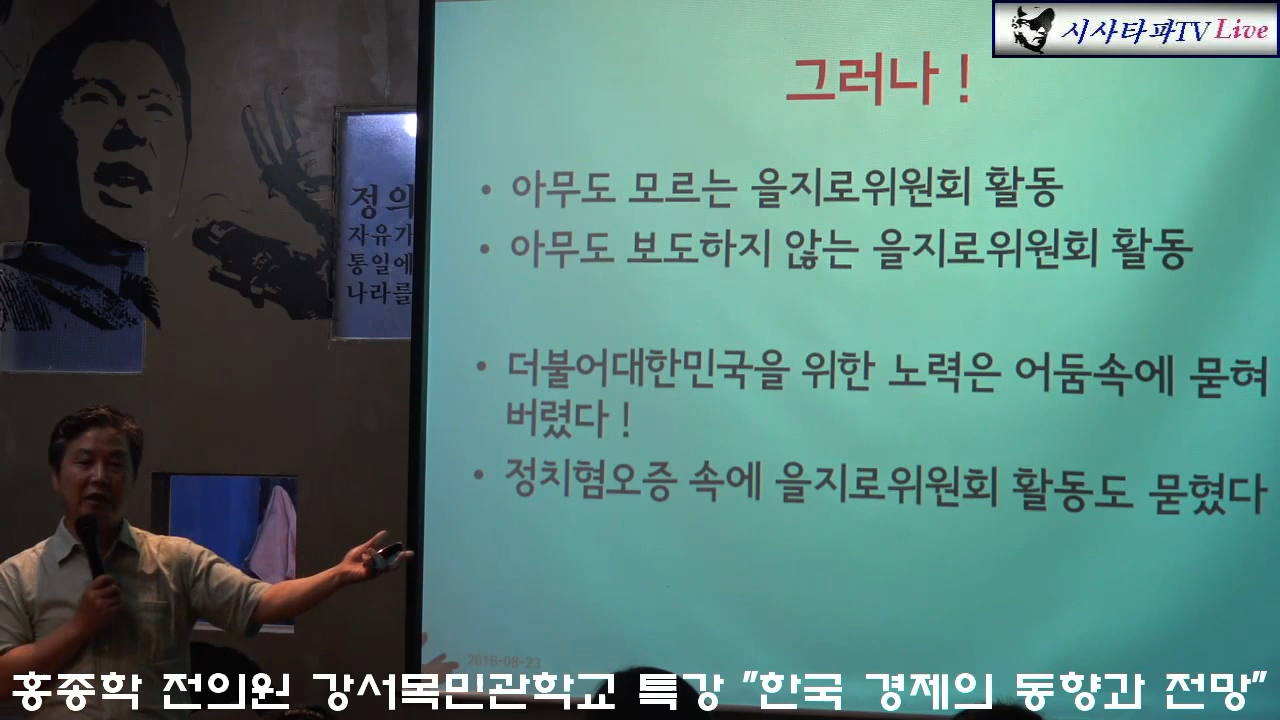 시사타파TV Live
그러나 !
• 아무도 모르는 을지로위원회 활동
• 아무도 보도하지 않는 을지로위원회 활동
• 더불어대한민국을 위한 노력은 어둠속에 묻혀
버렸다 !
• 정치혐오증 속에 을지로위원회 활동도 묻혔다
정의
자유가
통일에
나라를
2016-08-23
홍종학 전의원 강서목민관학교 특강 "한국 경제의 동향과 전망"